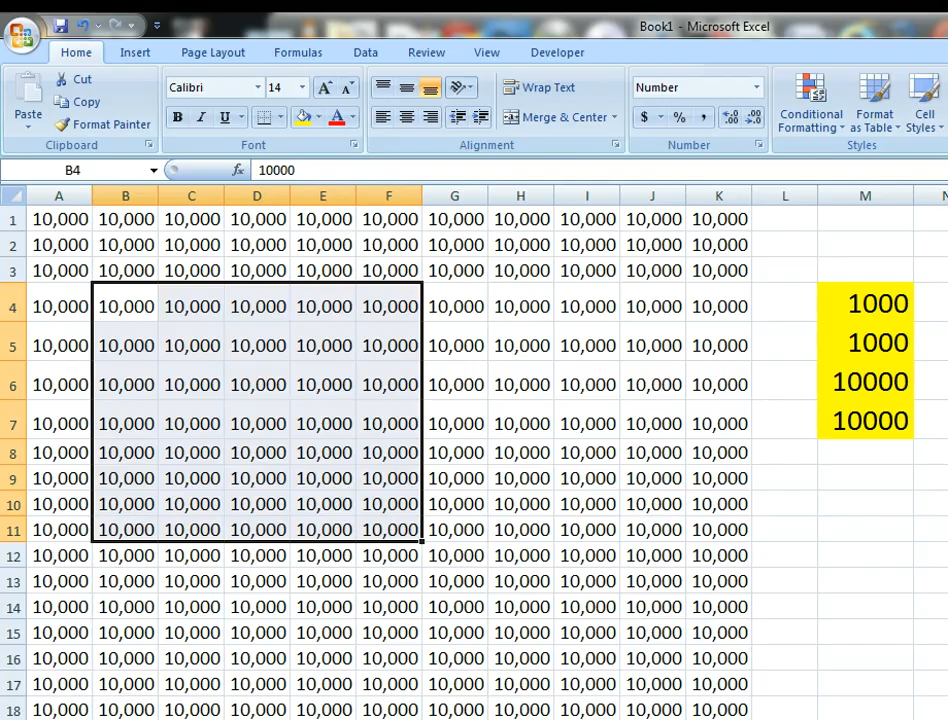 Book1 - Microsoft Excel
Home Insert Page Layout Formulas Data Review View Developer
Cut
Copy
Format Painter
Paste
Clipboard
Calibri 14
B I U A
Font
Wrap Text
Merge & Center
Alignment
Number
$ % ,
Number
Conditional Formatting
Format as Table
Cell Styles
Styles
B4 fx 10000
A B C D E F G H I J K L M
1 10,000 10,000 10,000 10,000 10,000 10,000 10,000 10,000 10,000 10,000 10,000
2 10,000 10,000 10,000 10,000 10,000 10,000 10,000 10,000 10,000 10,000 10,000
3 10,000 10,000 10,000 10,000 10,000 10,000 10,000 10,000 10,000 10,000 10,000
4 10,000 10,000 10,000 10,000 10,000 10,000 10,000 10,000 10,000 10,000 10,000 1000
5 10,000 10,000 10,000 10,000 10,000 10,000 10,000 10,000 10,000 10,000 10,000 1000
6 10,000 10,000 10,000 10,000 10,000 10,000 10,000 10,000 10,000 10,000 10,000 10000
7 10,000 10,000 10,000 10,000 10,000 10,000 10,000 10,000 10,000 10,000 10,000 10000
8 10,000 10,000 10,000 10,000 10,000 10,000 10,000 10,000 10,000 10,000 10,000
9 10,000 10,000 10,000 10,000 10,000 10,000 10,000 10,000 10,000 10,000 10,000
10 10,000 10,000 10,000 10,000 10,000 10,000 10,000 10,000 10,000 10,000 10,000
11 10,000 10,000 10,000 10,000 10,000 10,000 10,000 10,000 10,000 10,000 10,000
12 10,000 10,000 10,000 10,000 10,000 10,000 10,000 10,000 10,000 10,000 10,000
13 10,000 10,000 10,000 10,000 10,000 10,000 10,000 10,000 10,000 10,000 10,000
14 10,000 10,000 10,000 10,000 10,000 10,000 10,000 10,000 10,000 10,000 10,000
15 10,000 10,000 10,000 10,000 10,000 10,000 10,000 10,000 10,000 10,000 10,000
16 10,000 10,000 10,000 10,000 10,000 10,000 10,000 10,000 10,000 10,000 10,000
17 10,000 10,000 10,000 10,000 10,000 10,000 10,000 10,000 10,000 10,000 10,000
18 10,000 10,000 10,000 10,000 10,000 10,000 10,000 10,000 10,000 10,000 10,000